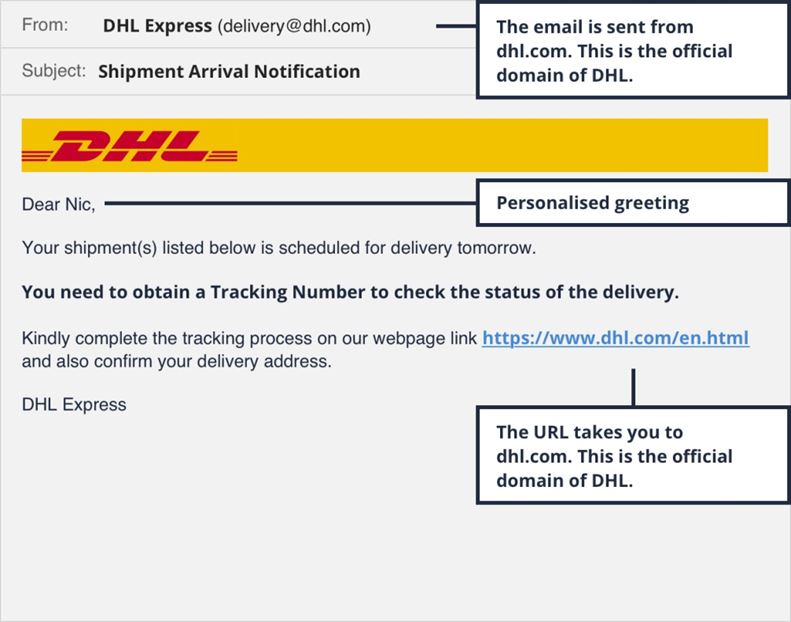 From: DHL Express (delivery@dhl.com)
The email is sent from
dhl.com. This is the official
domain of DHL.
Subject: Shipment Arrival Notification
DHL
Dear Nic,
Personalised greeting
Your shipment(s) listed below is scheduled for delivery tomorrow.
You need to obtain a Tracking Number to check the status of the delivery.
Kindly complete the tracking process on our webpage link https://www.dhl.com/en.html
and also confirm your delivery address.
DHL Express
The URL takes you to
dhl.com. This is the official
domain of DHL.